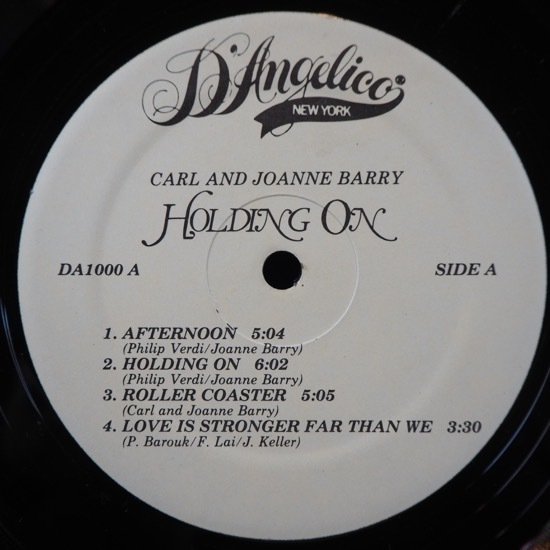 D'Angelico®
NEW YORK
CARL AND JOANNE BARRY
HOLDING ON
DA1000 A SIDE A
1. AFTERNOON 5:04
(Philip Verdi/Joanne Barry)
2. HOLDING ON 6:02
(Philip Verdi/Joanne Barry)
3. ROLLER COASTER 5:05
(Carl and Joanne Barry)
4. LOVE IS STRONGER FAR THAN WE 3:30
(P. Barouk/F. Lai/J. Keller)